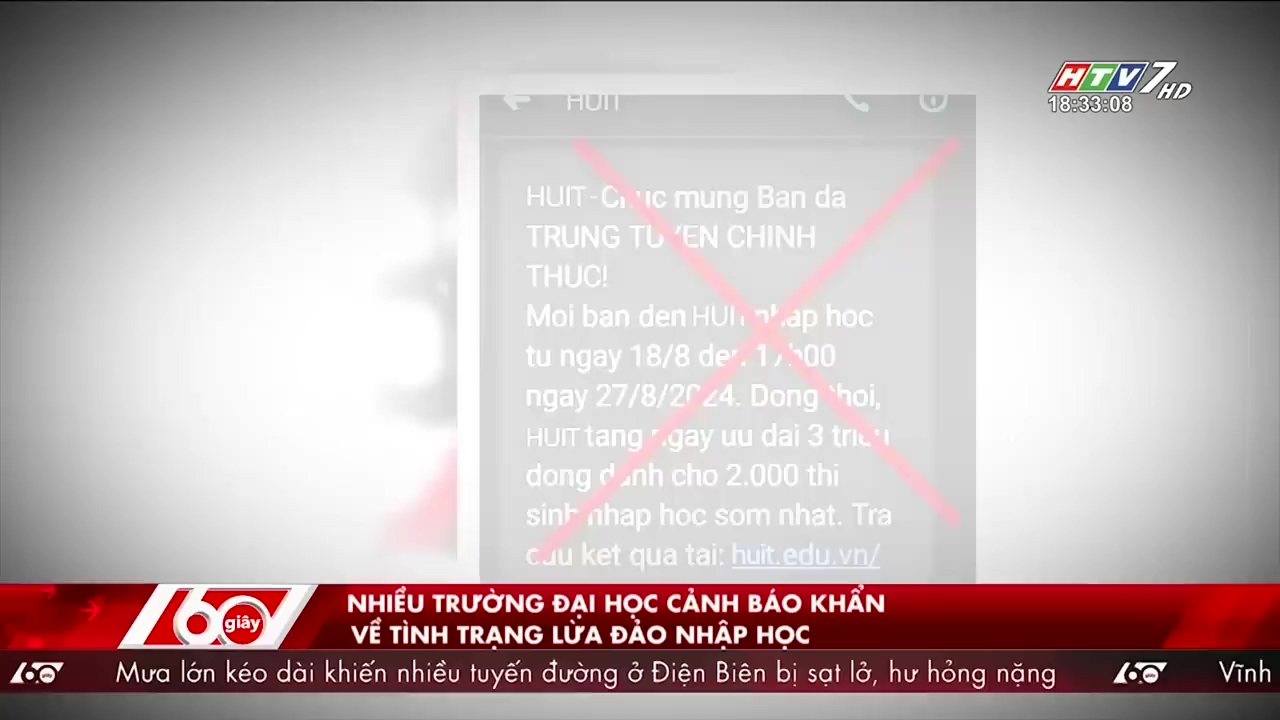 HTV7 HD
18:33:08
HUIT
HUIT-Chuc mung Ban da
TRUNG TUYEN CHINH
THUC!
Moi ban den HUIT nhap hoc
tu ngay 18/8 den 17h00
ngay 27/8/2024. Dong thoi,
HUIT tang ngay uu dai 3 trieu
dong danh cho 2.000 thi
sinh nhap hoc som nhat. Tra
cuu ket qua tai: huit.edu.vn/
60 giây
NHIỀU TRƯỜNG ĐẠI HỌC CẢNH BÁO KHẨN
VỀ TÌNH TRẠNG LỪA ĐẢO NHẬP HỌC
60 giây Mưa lớn kéo dài khiến nhiều tuyến đường ở Điện Biên bị sạt lở, hư hỏng nặng 60 giây Vĩnh